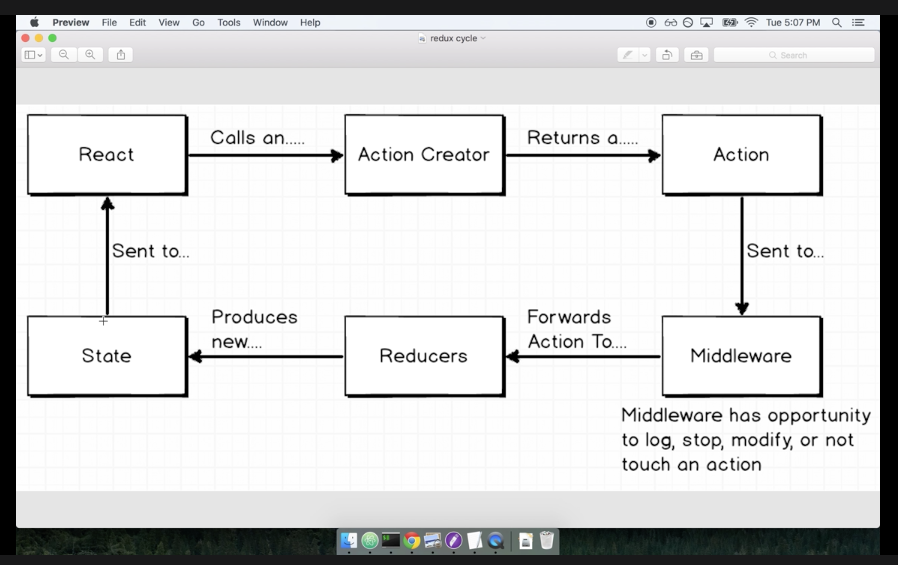 Preview File Edit View Go Tools Window Help
Tue 5:07 PM
redux cycle
Search
Calls an.....
Returns a.....
React
Action Creator
Action
Sent to...
Sent to...
Produces
new....
Forwards
Action To....
State
Reducers
Middleware
Middleware has opportunity
to log, stop, modify, or not
touch an action